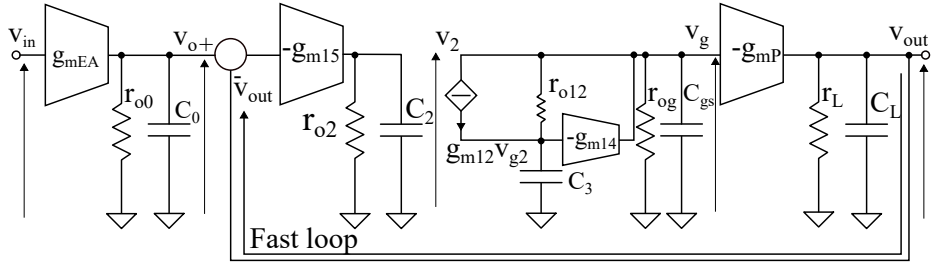 v_in
g_mEA
r_o0
C_0
v_o+
-
v_out
-g_m15
r_o2
C_2
v_2
g_m12v_g2
r_o12
-g_m14
C_3
r_og
C_gs
v_g
-g_mP
r_L
C_L
v_out
Fast loop